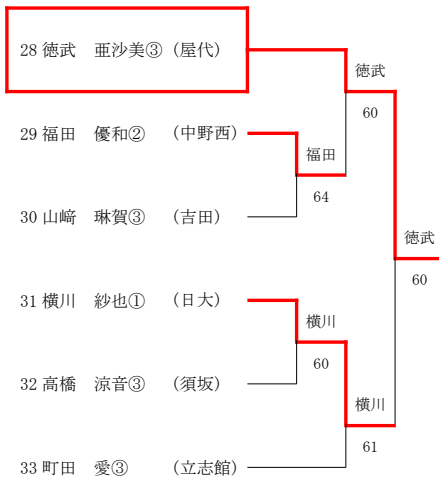 28 徳武　亜沙美③（屋代）
徳武
60
29 福田　優和②　（中野西）
福田
64
30 山﨑　琳賀③　（吉田）
徳武
60
31 横川　紗也①　（日大）
横川
60
32 高橋　涼音③　（須坂）
横川
61
33 町田　愛③　（立志館）